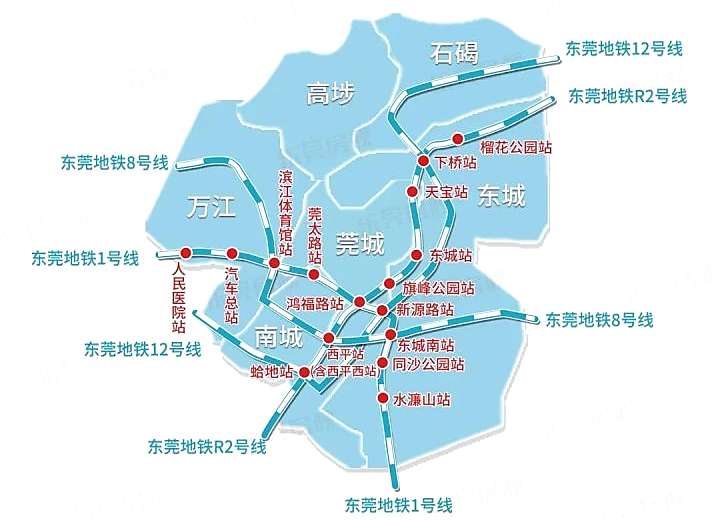 石碣
东莞地铁12号线
高埗
东莞地铁R2号线
榴花公园站
下桥站
东莞地铁8号线
滨江体育馆站
天宝站
东城
万江
莞太路站
莞城
东莞地铁1号线
东城站
人民医院站
汽车总站
旗峰公园站
鸿福路站
新源路站
东莞地铁8号线
南城
东莞地铁12号线
西平站
东城南站
蛤地站
(含西平西站)
同沙公园站
水濂山站
东莞地铁R2号线
东莞地铁1号线